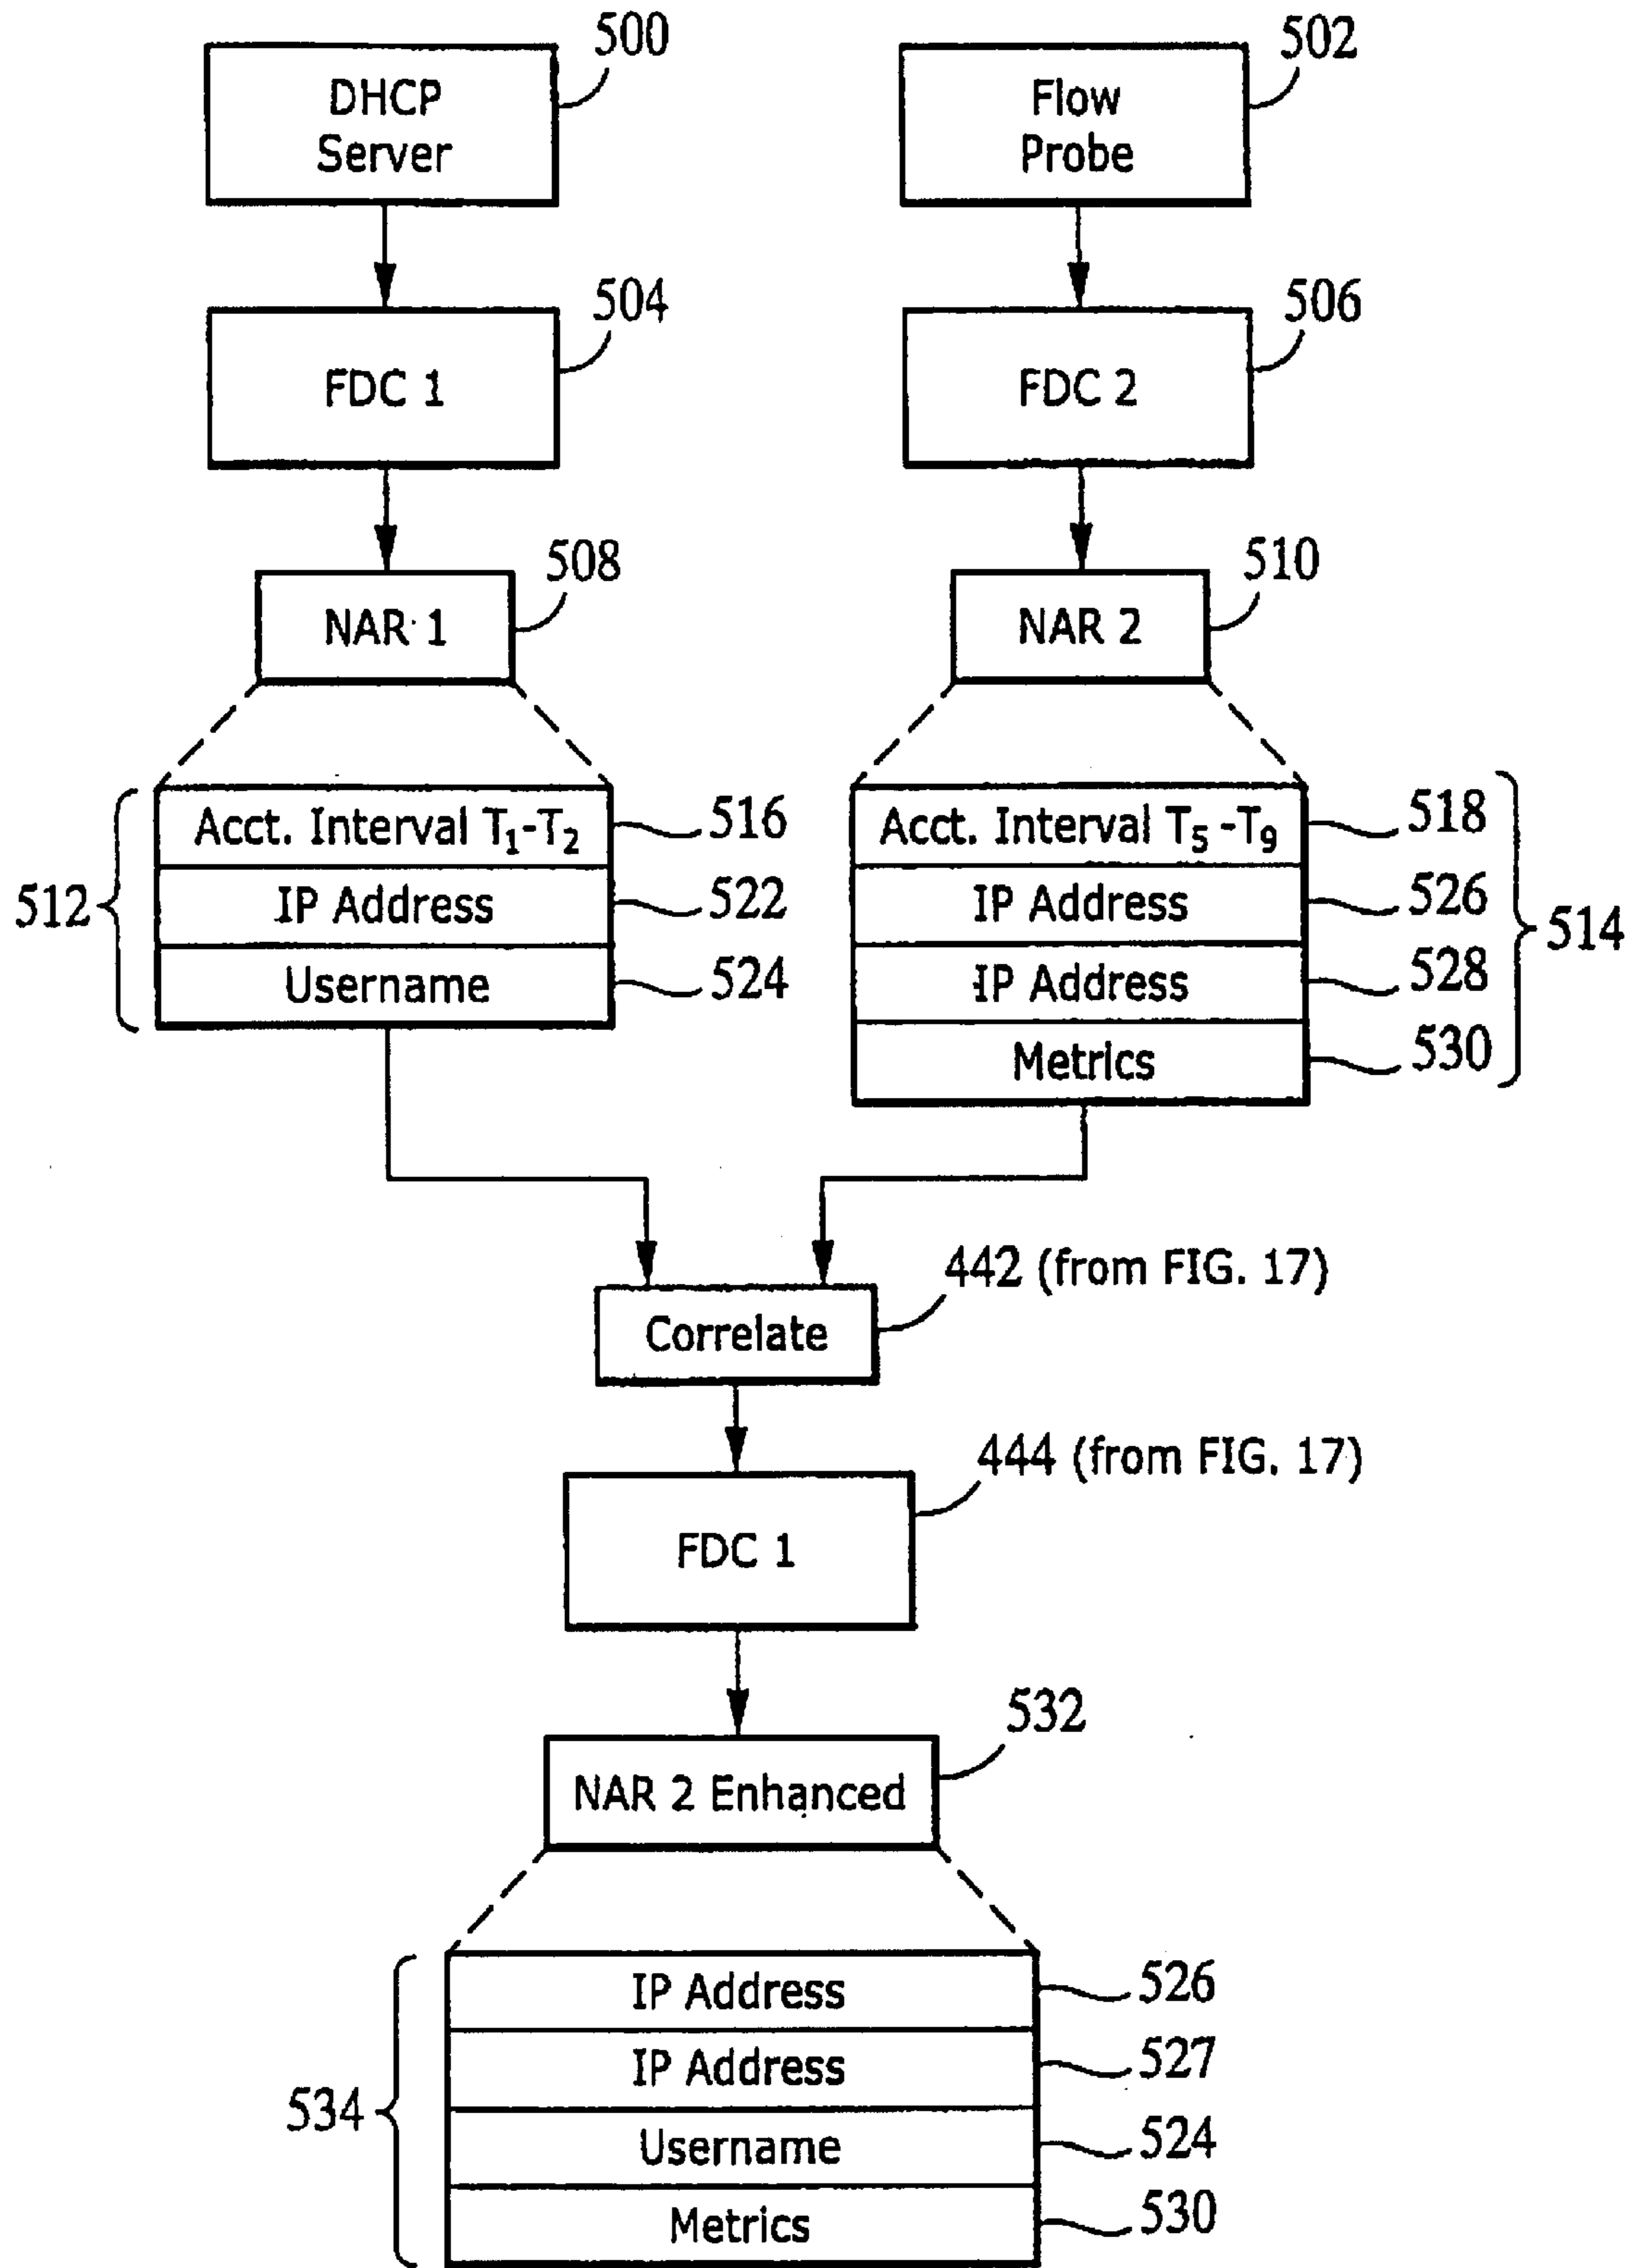 500
502
DHCP
Server
Flow
Probe
504
506
FDC 1
FDC 2
508
510
NAR 1
NAR 2
Acct. Interval T₁-T₂
516
Acct. Interval T₅-T₉
518
512
IP Address
522
IP Address
526
514
Username
524
IP Address
528
Metrics
530
442 (from FIG. 17)
Correlate
444 (from FIG. 17)
FDC 1
532
NAR 2 Enhanced
IP Address
526
IP Address
527
534
Username
524
Metrics
530